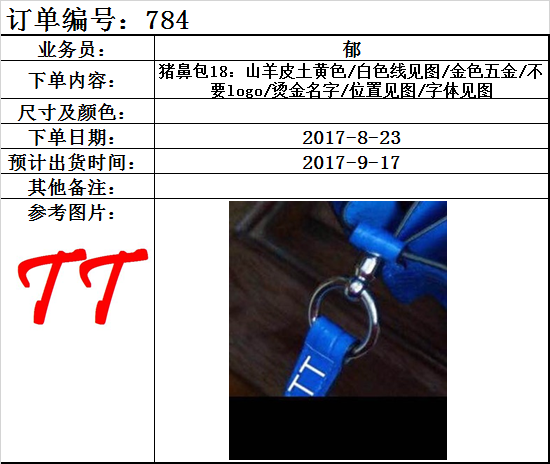 订单编号：784
业务员：
郁
下单内容：
猪鼻包18：山羊皮土黄色/白色线见图/金色五金/不
要logo/烫金名字/位置见图/字体见图
尺寸及颜色：
下单日期：
2017-8-23
预计出货时间：
2017-9-17
其他备注：
参考图片：
TT
TT